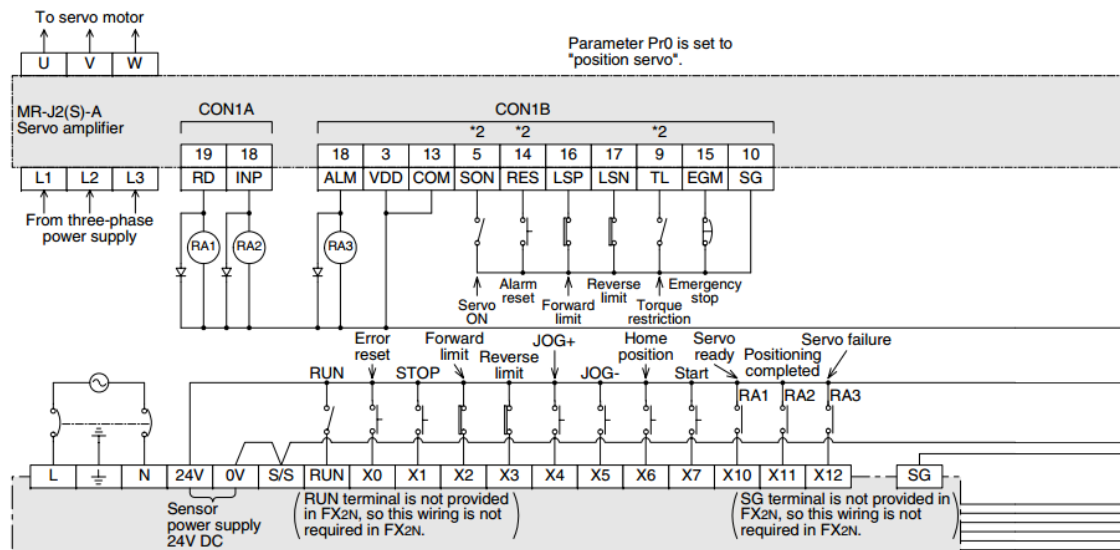 To servo motor
U V W
Parameter Pr0 is set to
"position servo".
MR-J2(S)-A
Servo amplifier
CON1A CON1B
*2 *2 *2
19 18 18 3 13 5 14 16 17 9 15 10
L1 L2 L3 RD INP ALM VDD COM SON RES LSP LSN TL EGM SG
From three-phase
power supply
RA1 RA2 RA3
Servo
ON
Alarm
reset
Forward
limit
Reverse
limit
Torque
restriction
Emergency
stop
RUN
Error
reset
STOP
Forward
limit
Reverse
limit
JOG+
JOG-
Home
position
Start
Servo
ready
Positioning
completed
Servo failure
RA1 RA2 RA3
L N 24V 0V S/S RUN X0 X1 X2 X3 X4 X5 X6 X7 X10 X11 X12 SG
Sensor
power supply
24V DC
(RUN terminal is not provided
in FX2N, so this wiring is not
required in FX2N.)
(SG terminal is not provided in
FX2N, so this wiring is not
required in FX2N.)